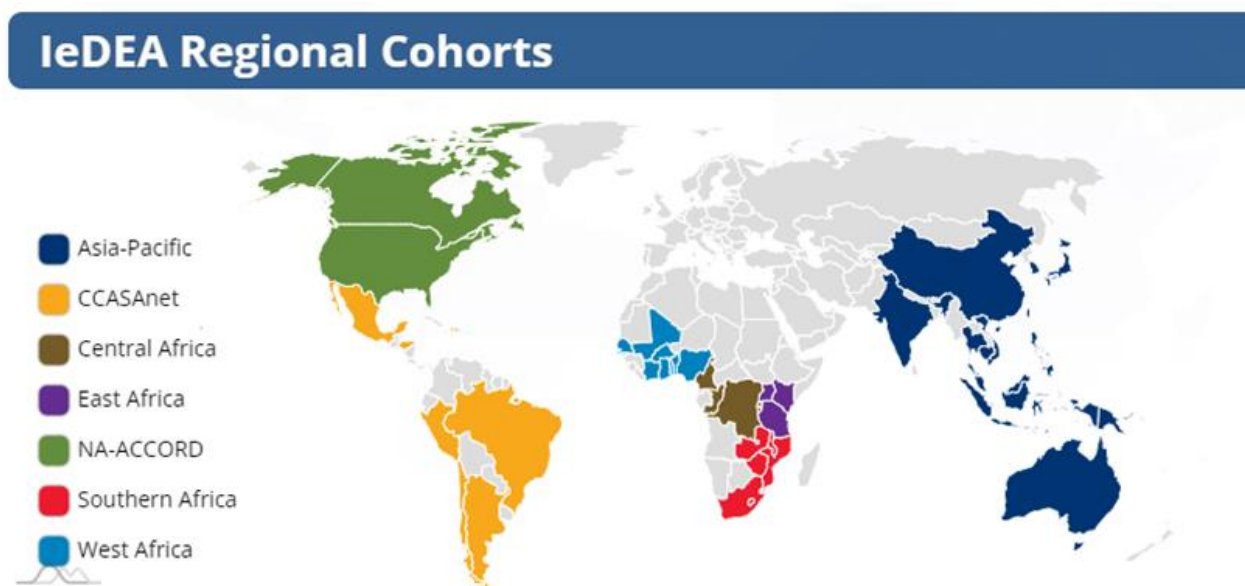 IeDEA Regional Cohorts
Asia-Pacific
CCASAnet
Central Africa
East Africa
NA-ACCORD
Southern Africa
West Africa